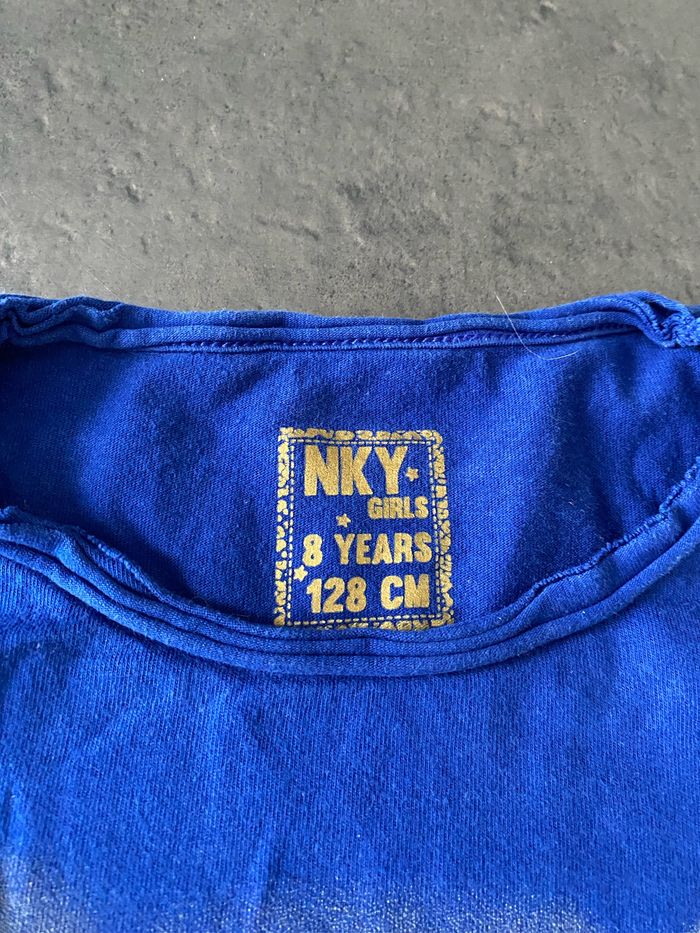 NKY
GIRLS
8 YEARS
128 CM